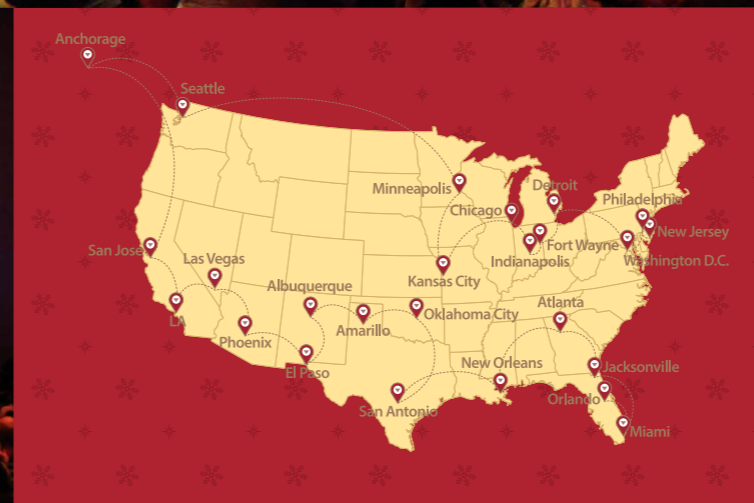 Anchorage
Seattle
Minneapolis
Detroit
Chicago
Philadelphia
New Jersey
San Jose
Fort Wayne
Las Vegas
Indianapolis
Washington D.C.
Kansas City
Albuquerque
Atlanta
LA
Oklahoma City
Amarillo
Phoenix
New Orleans
Jacksonville
El Paso
Orlando
San Antonio
Miami